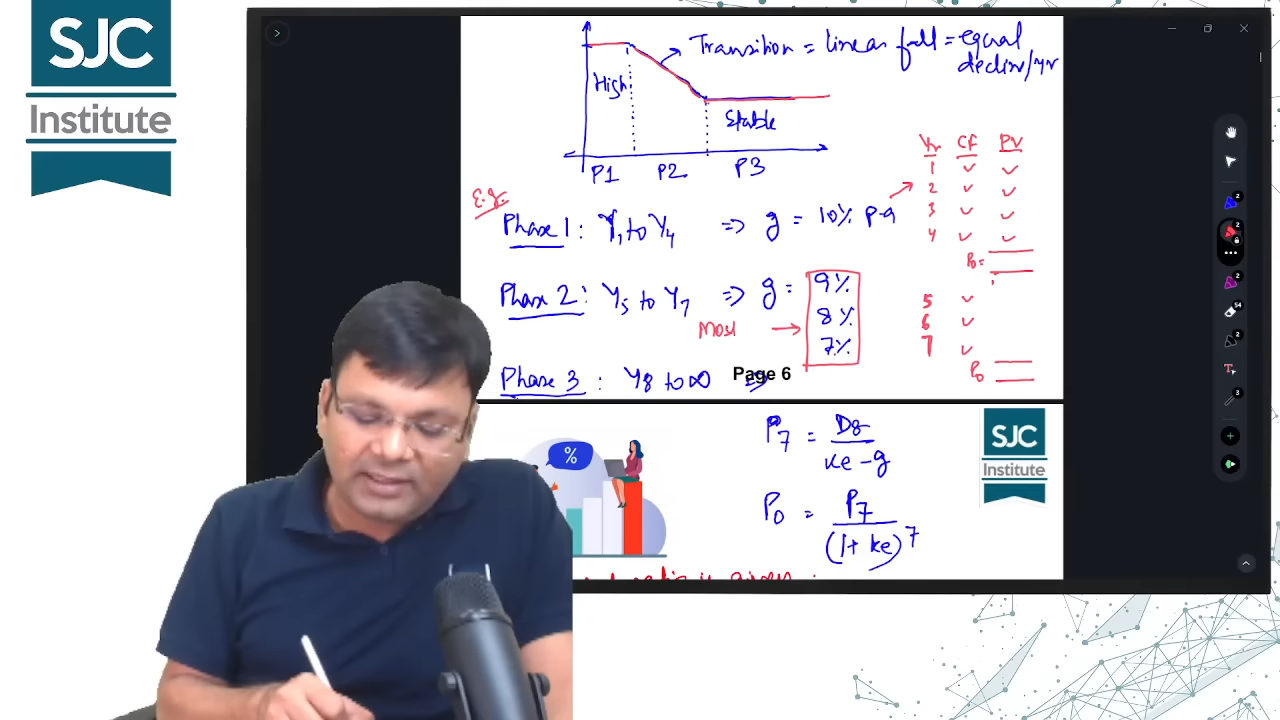 SJC
Institute
Transition = linear fall = equal
decline/yr
High
Stable
P1 P2 P3
Yr CF PV
1 ✓ ✓
2 ✓ ✓
3 ✓ ✓
4 ✓ ✓
P0 =
5 ✓
6 ✓
7 ✓
P0
E.g.
Phase 1 : Y1 to Y4 => g = 10% p.a
Phase 2 : Y5 to Y7 => g = 9%
8%
7%
Most
Phase 3 : Y8 to ∞ =>
Page 6
%
P7 = D8 / ke - g
P0 = P7 / (1 + ke)^7
SJC
Institute